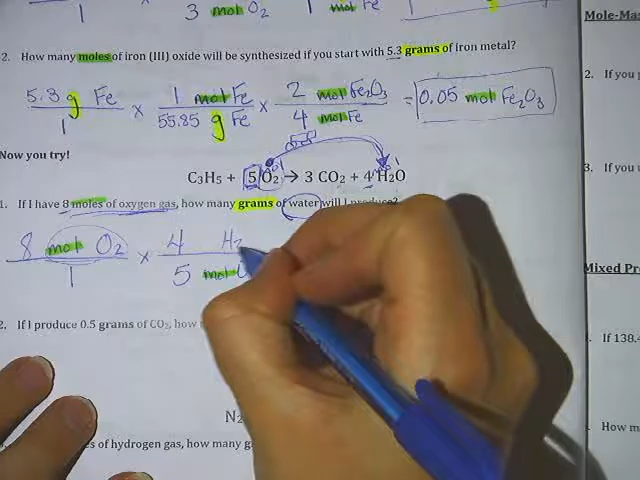 1 3 mol O₂ 1 mol Fe
2. How many moles of iron (III) oxide will be synthesized if you start with 5.3 grams of iron metal?
5.3 g Fe / 1 × 1 mol Fe / 55.85 g Fe × 2 mol Fe₂O₃ / 4 mol Fe = 0.05 mol Fe₂O₃
Now you try!
C₃H₅ + 5 O₂ → 3 CO₂ + 4 H₂O
1. If I have 8 moles of oxygen gas, how many grams of water will I produce?
8 mol O₂ / 1 × 4 H₂ / 5 mol
2. If I produce 0.5 grams of CO₂, how
N₂
es of hydrogen gas, how many g
Mole-Mas
2. If you
3. If you
Mixed Pr
1. If 138.4
How m